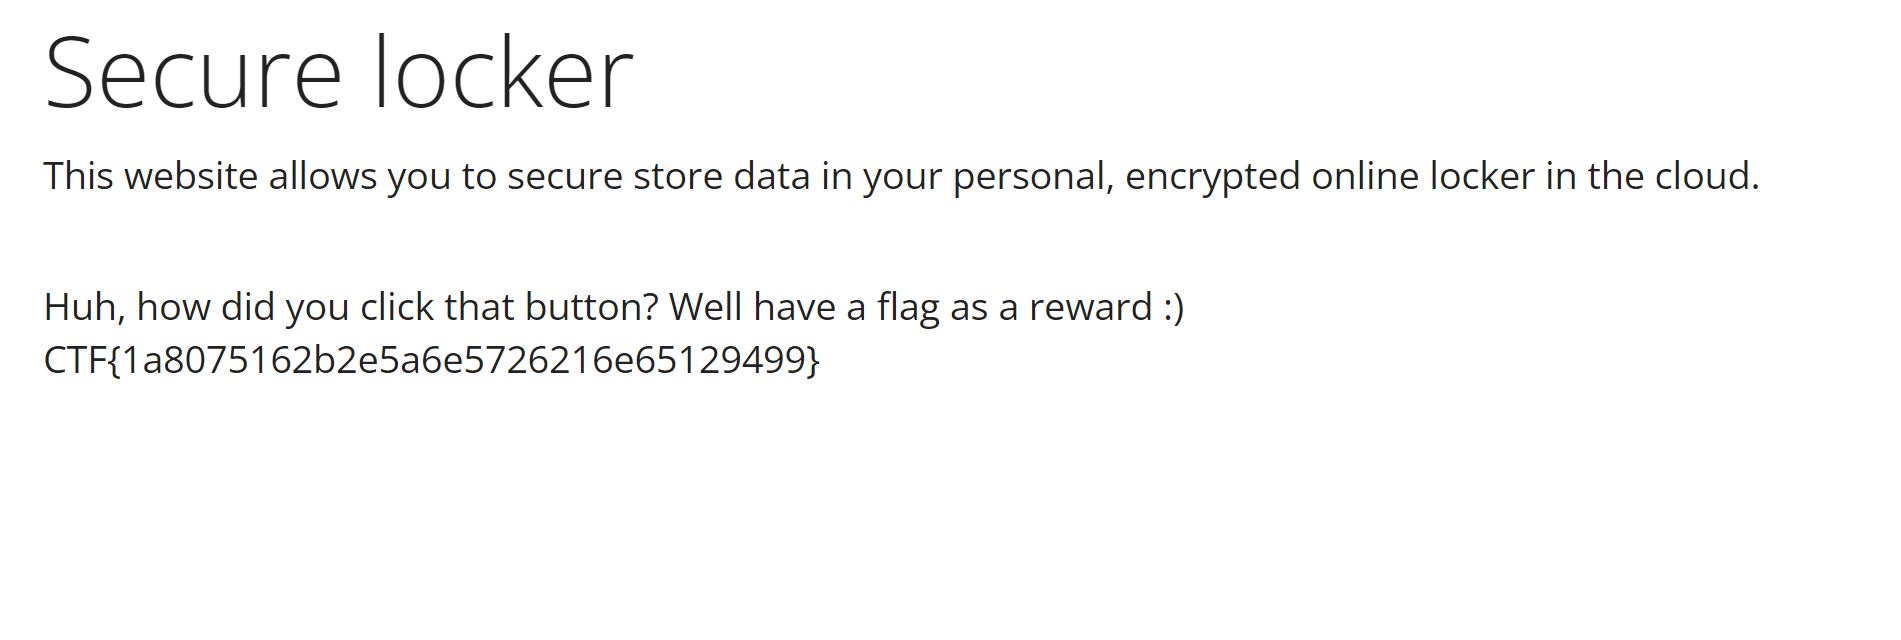 Secure locker
This website allows you to secure store data in your personal, encrypted online locker in the cloud.
Huh, how did you click that button? Well have a flag as a reward :)
CTF{1a8075162b2e5a6e5726216e65129499}